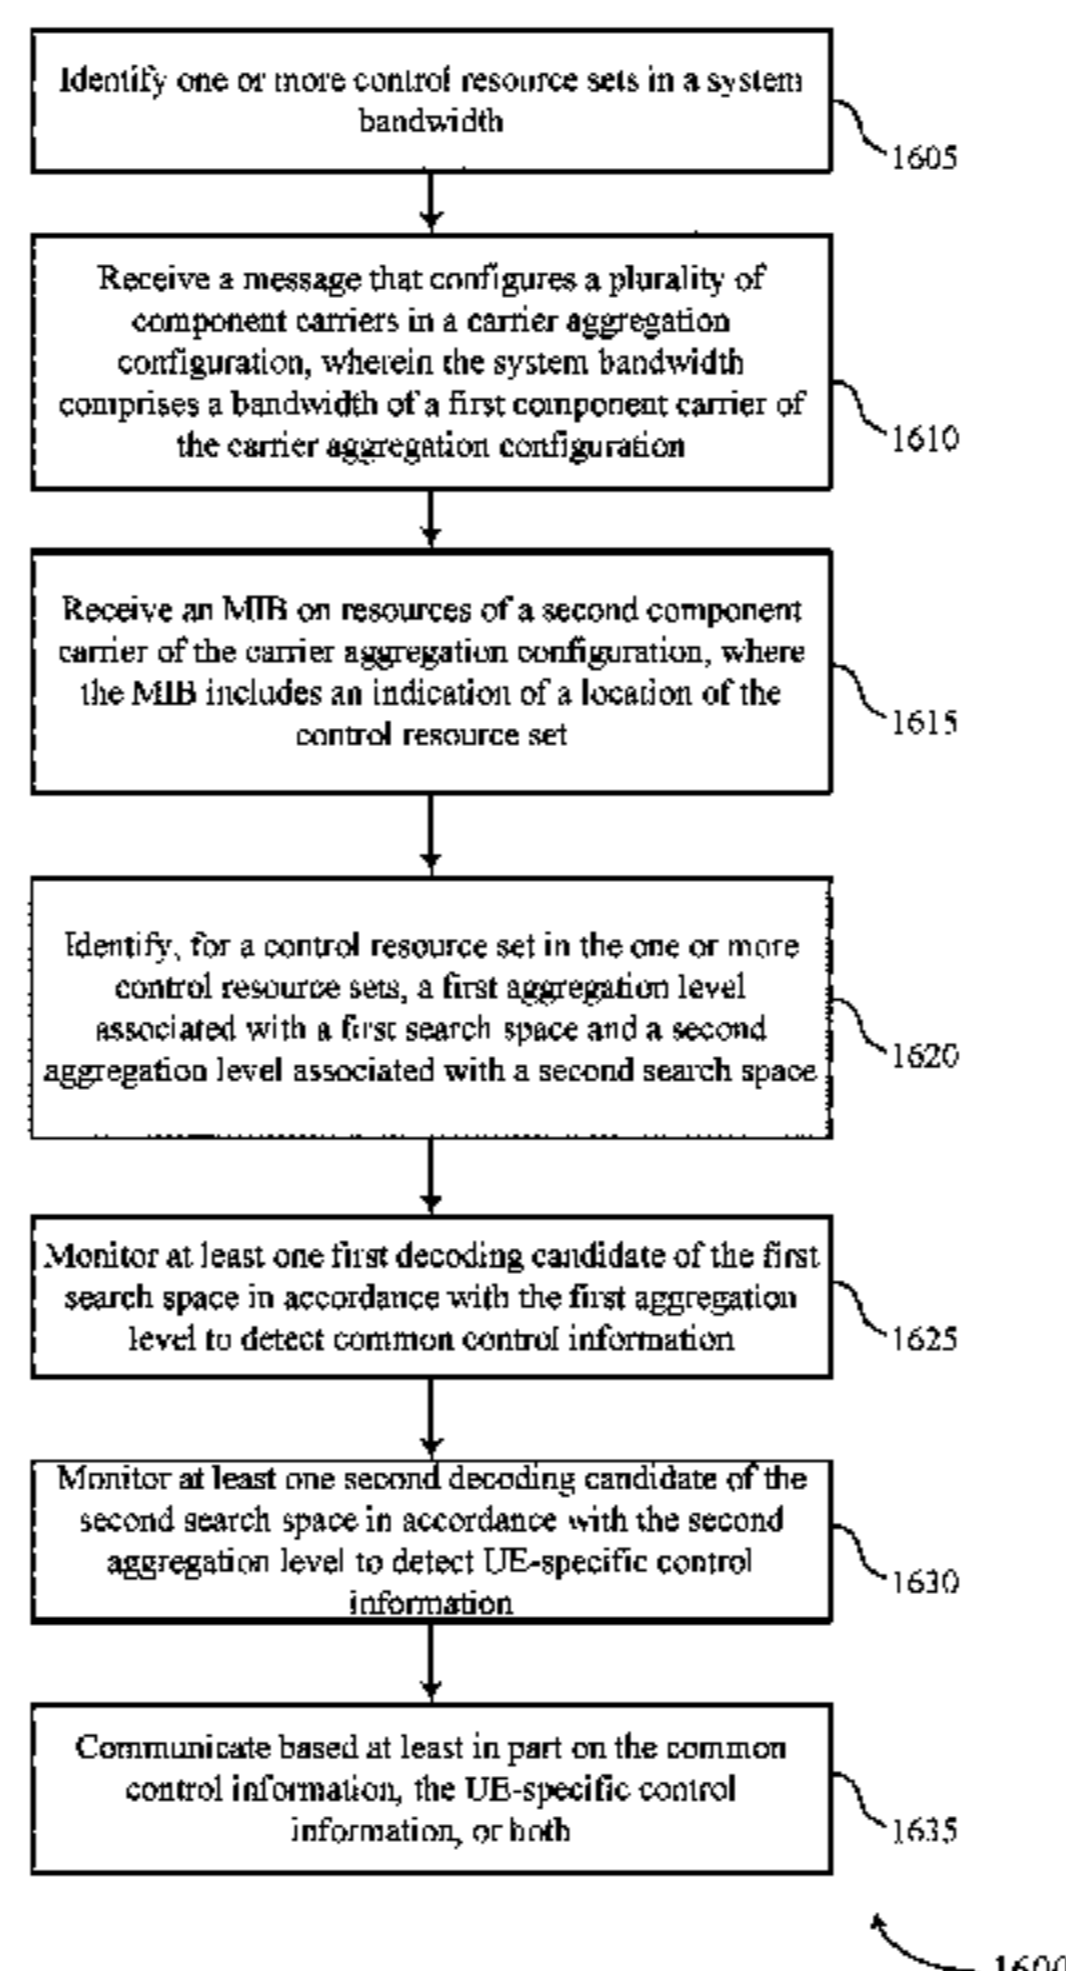 Identify one or more control resource sets in a system
bandwidth
1605
Receive a message that configures a plurality of
component carriers in a carrier aggregation
configuration, wherein the system bandwidth
comprises a bandwidth of a first component carrier of
the carrier aggregation configuration
1610
Receive an MIB on resources of a second component
carrier of the carrier aggregation configuration, where
the MIB includes an indication of a location of the
control resource set
1615
Identify, for a control resource set in the one or more
control resource sets, a first aggregation level
associated with a first search space and a second
aggregation level associated with a second search space
1620
Monitor at least one first decoding candidate of the first
search space in accordance with the first aggregation
level to detect common control information
1625
Monitor at least one second decoding candidate of the
second search space in accordance with the second
aggregation level to detect UE-specific control
information
1630
Communicate based at least in part on the common
control information, the UE-specific control
information, or both
1635
1600